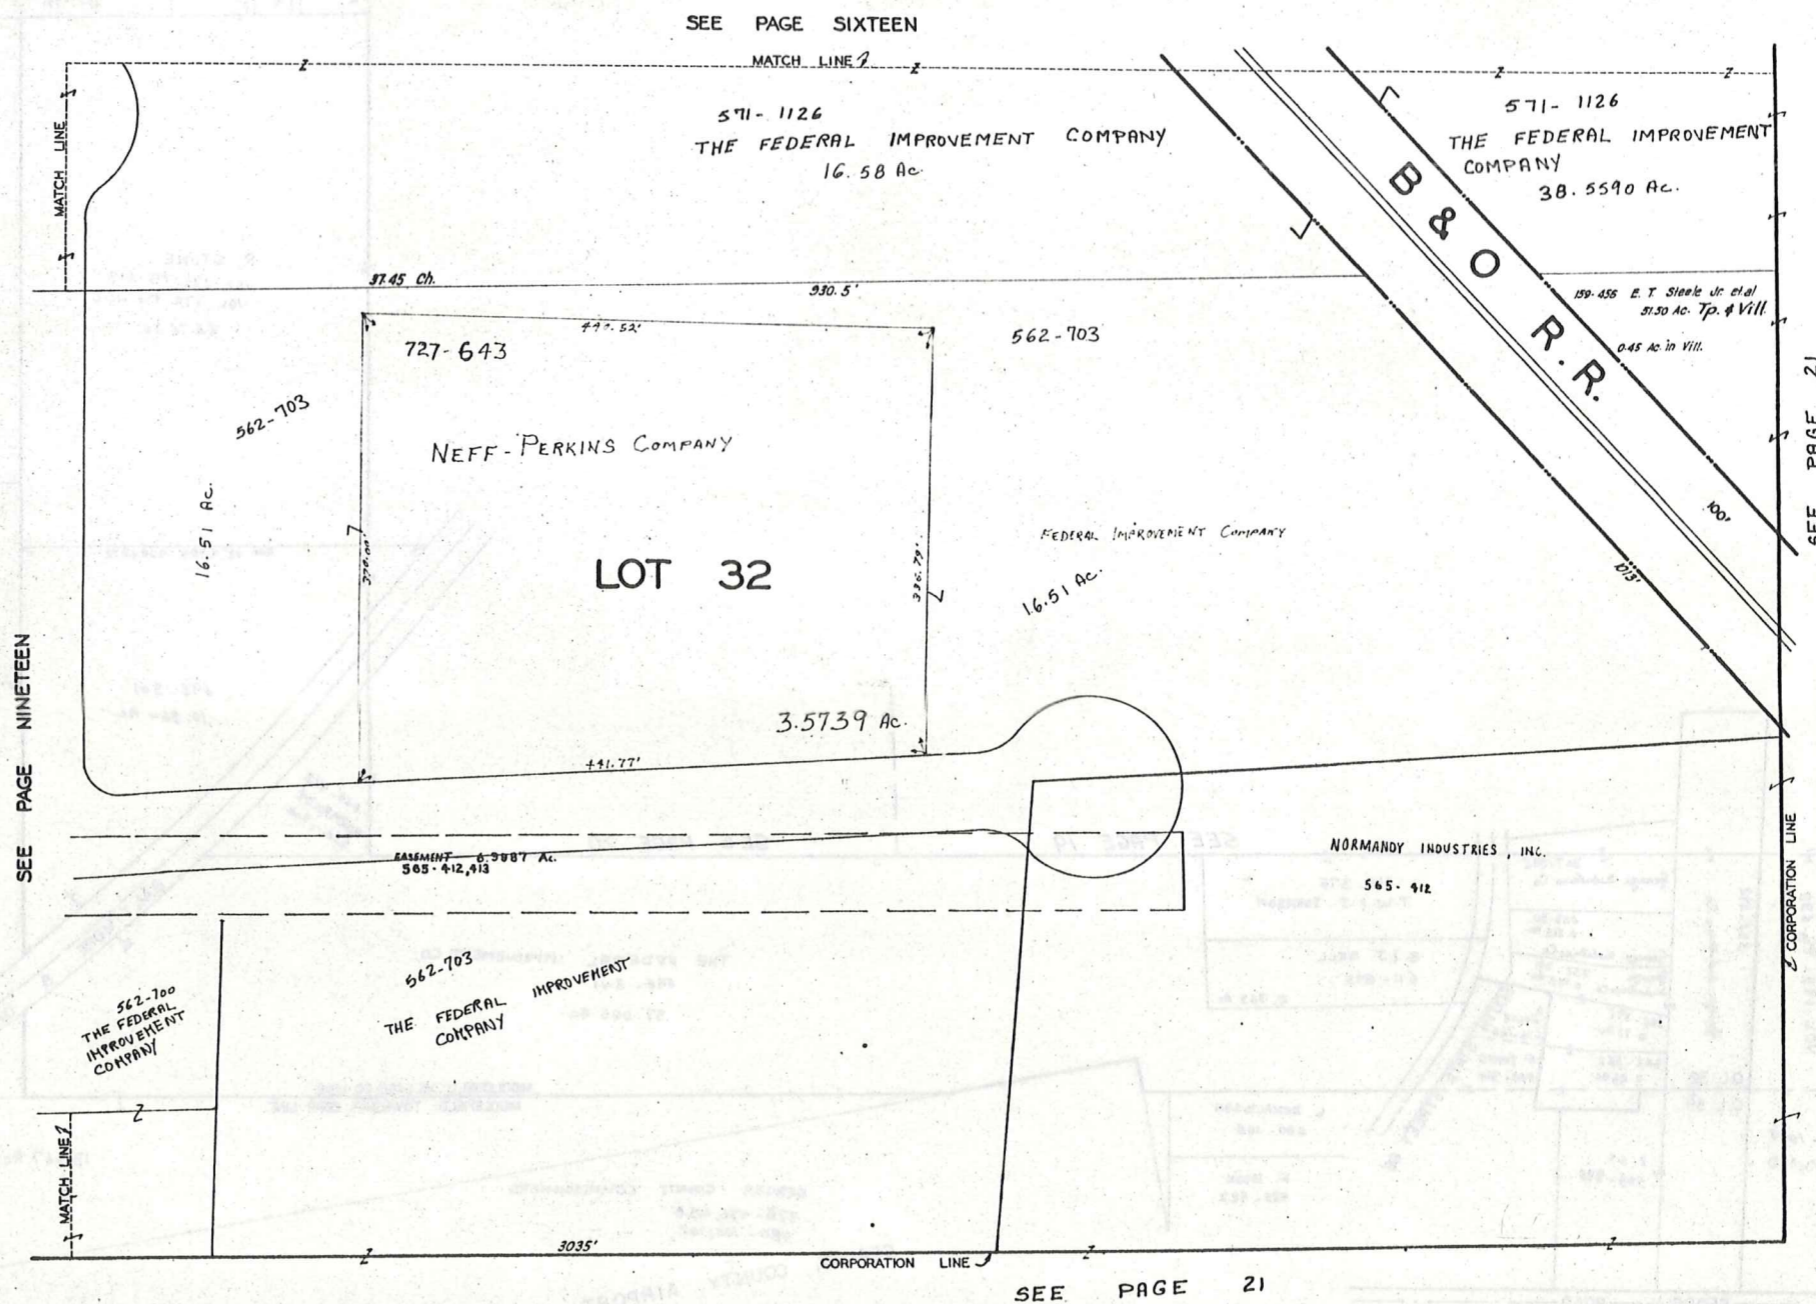 SEE PAGE SIXTEEN
MATCH LINE
571-1126
THE FEDERAL IMPROVEMENT COMPANY
16.58 Ac.
571-1126
THE FEDERAL IMPROVEMENT
COMPANY
38.5590 Ac.
MATCH LINE
B & O R.R.
37.45 Ch.
930.5'
159-456 E. T. Steele Jr. et al
51.50 Ac. Tp. & Vill.
0.45 Ac. in Vill.
727-643
562-703
562-703
NEFF-PERKINS COMPANY
16.51 Ac.
LOT 32
FEDERAL IMPROVEMENT COMPANY
16.51 Ac.
100'
SEE PAGE 21
SEE PAGE NINETEEN
3.5739 Ac.
441.77'
EASEMENT
565-412,413
NORMANDY INDUSTRIES, INC.
565-412
CORPORATION LINE
562-700
THE FEDERAL
IMPROVEMENT
COMPANY
562-703
THE FEDERAL IMPROVEMENT
COMPANY
MATCH LINE
3035'
CORPORATION LINE
SEE PAGE 21